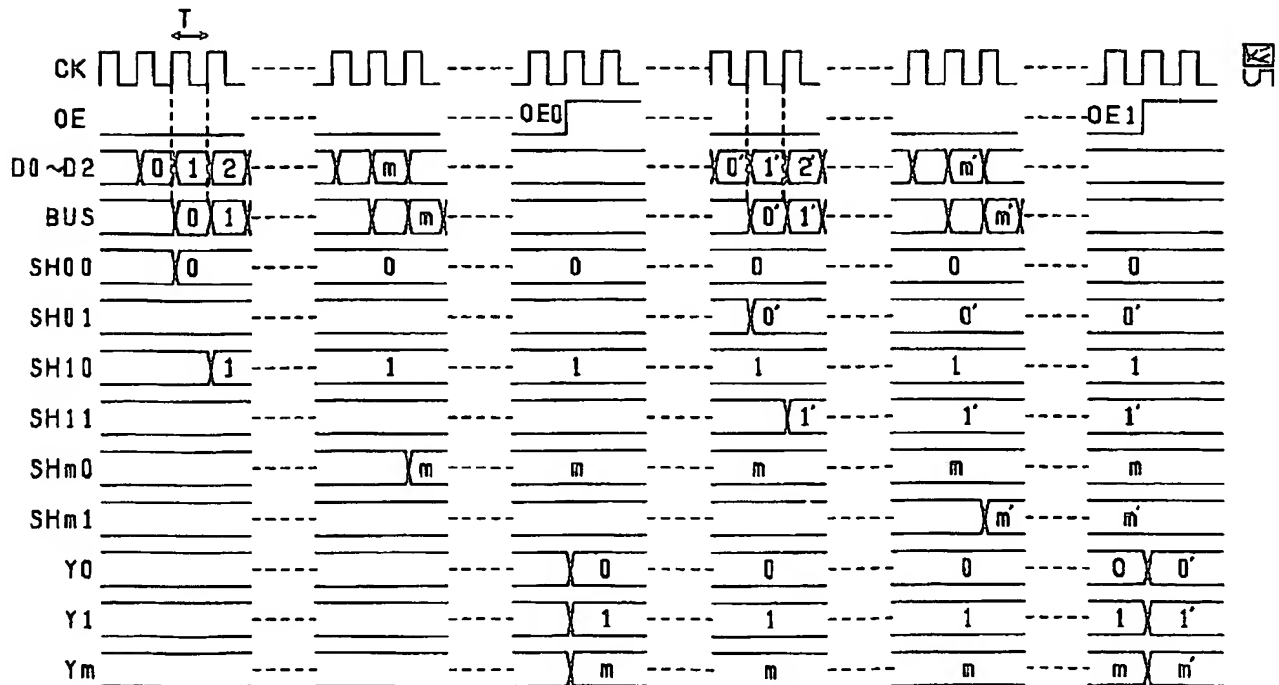 T
CK
OE OE0 OE1
D0~D2 0 1 2 m 0' 1' 2' m'
BUS 0 1 m 0' 1' m'
SH00 0 0 0 0 0 0
SH01 0' 0' 0'
SH10 1 1 1 1 1 1
SH11 1' 1' 1'
SHm0 m m m m m
SHm1 m' m'
Y0 0 0 0 0 0'
Y1 1 1 1 1 1'
Ym m m m m m'